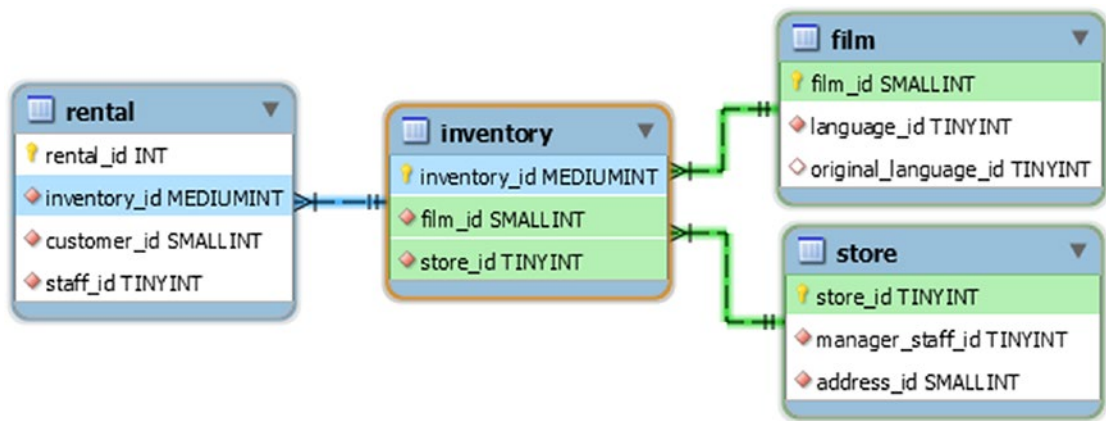 rental
rental_id INT
inventory_id MEDIUMINT
customer_id SMALLINT
staff_id TINYINT
inventory
inventory_id MEDIUMINT
film_id SMALLINT
store_id TINYINT
film
film_id SMALLINT
language_id TINYINT
original_language_id TINYINT
store
store_id TINYINT
manager_staff_id TINYINT
address_id SMALLINT